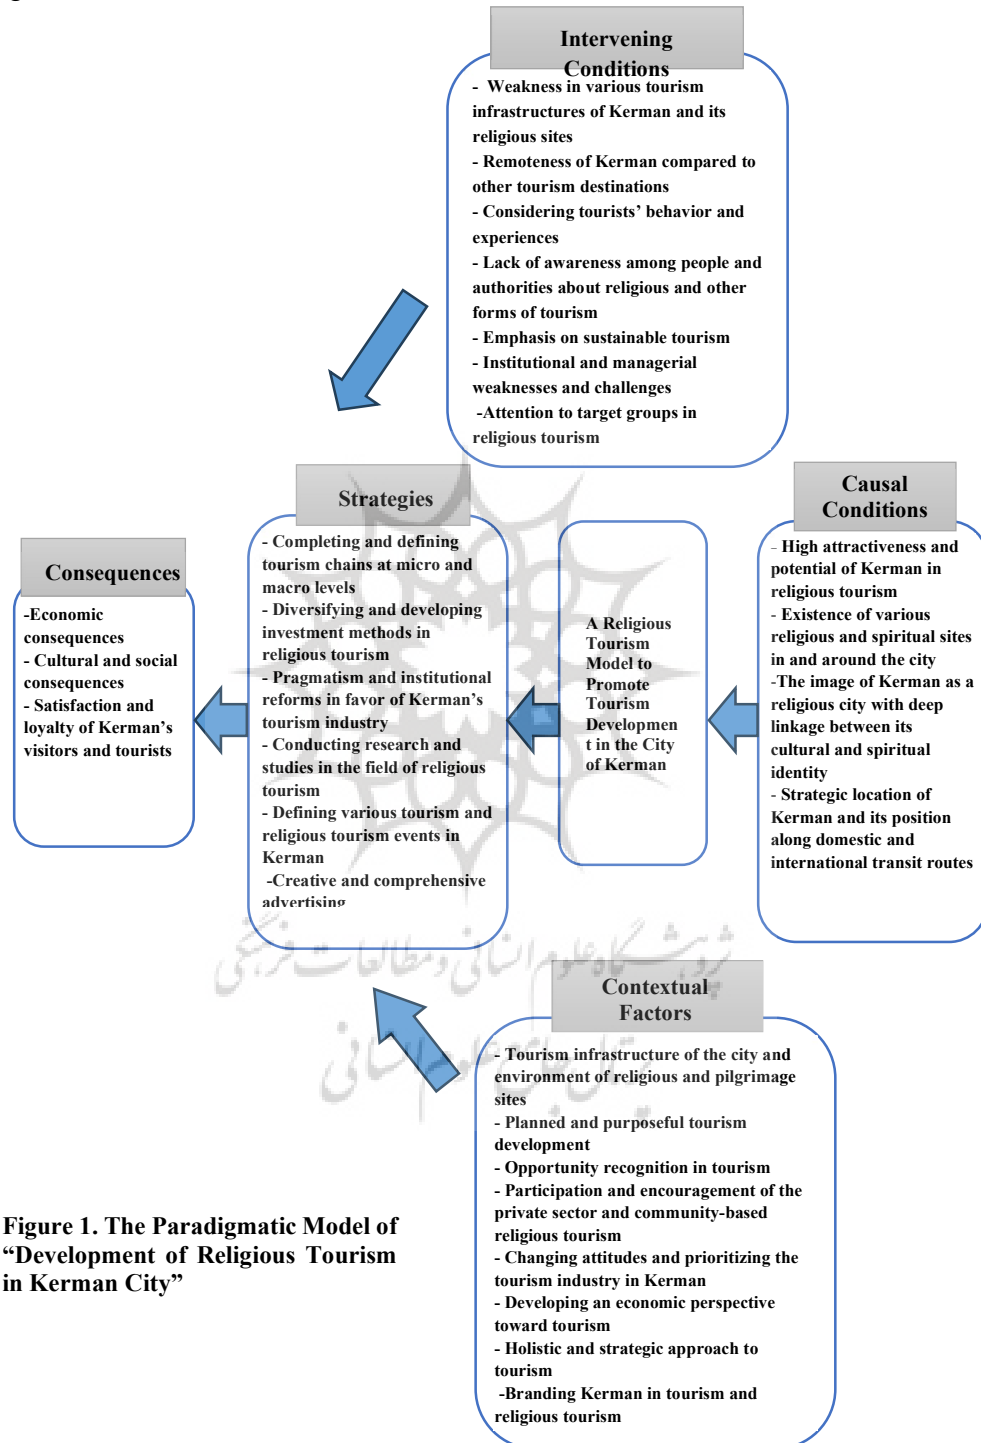 Intervening
Conditions
- Weakness in various tourism
infrastructures of Kerman and its
religious sites
- Remoteness of Kerman compared to
other tourism destinations
- Considering tourists’ behavior and
experiences
- Lack of awareness among people and
authorities about religious and other
forms of tourism
- Emphasis on sustainable tourism
- Institutional and managerial
weaknesses and challenges
-Attention to target groups in
religious tourism
Causal
Conditions
- High attractiveness and
potential of Kerman in
religious tourism
- Existence of various
religious and spiritual sites
in and around the city
-The image of Kerman as a
religious city with deep
linkage between its
cultural and spiritual
identity
- Strategic location of
Kerman and its position
along domestic and
international transit routes
A Religious
Tourism
Model to
Promote
Tourism
Developmen
t in the City
of Kerman
Strategies
- Completing and defining
tourism chains at micro and
macro levels
- Diversifying and developing
investment methods in
religious tourism
- Pragmatism and institutional
reforms in favor of Kerman’s
tourism industry
- Conducting research and
studies in the field of religious
tourism
- Defining various tourism and
religious tourism events in
Kerman
-Creative and comprehensive
advertising
Consequences
-Economic
consequences
- Cultural and social
consequences
- Satisfaction and
loyalty of Kerman’s
visitors and tourists
پژوهشگاه علوم انسانی و مطالعات فرهنگی
پرتال جامع علوم انسانی
Contextual
Factors
- Tourism infrastructure of the city and
environment of religious and pilgrimage
sites
- Planned and purposeful tourism
development
- Opportunity recognition in tourism
- Participation and encouragement of the
private sector and community-based
religious tourism
- Changing attitudes and prioritizing the
tourism industry in Kerman
- Developing an economic perspective
toward tourism
- Holistic and strategic approach to
tourism
-Branding Kerman in tourism and
religious tourism
Figure 1. The Paradigmatic Model of
“Development of Religious Tourism
in Kerman City”